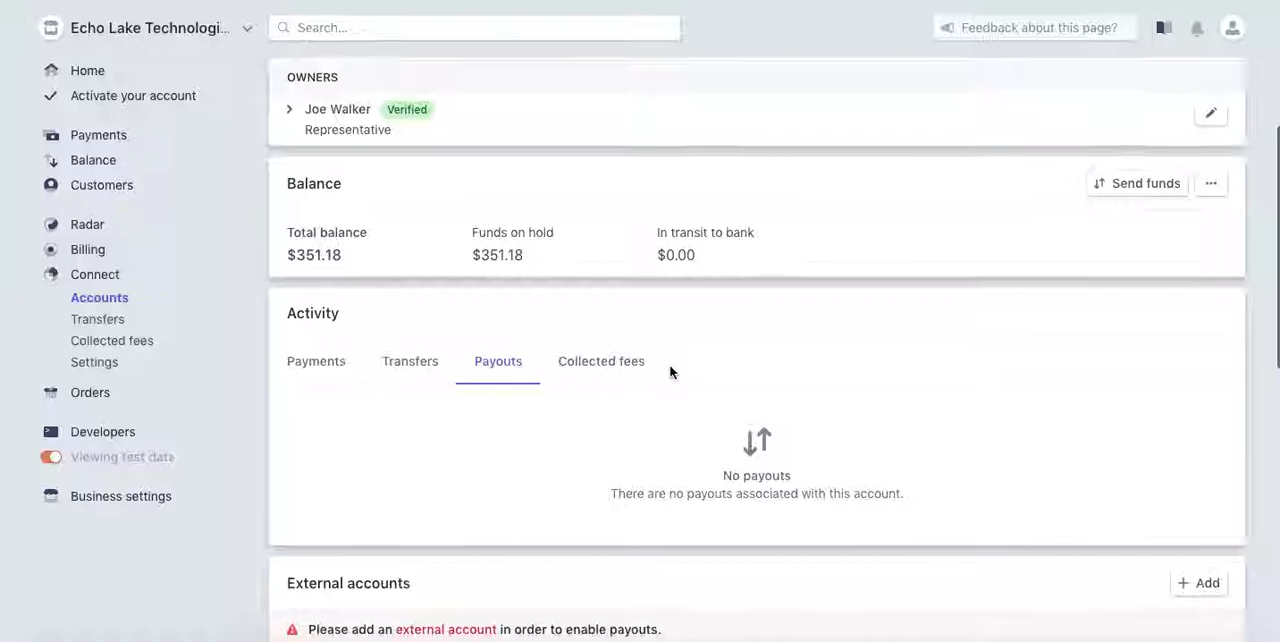 Echo Lake Technologi...
Search...
Feedback about this page?
Home
Activate your account
Payments
Balance
Customers
Radar
Billing
Connect
Accounts
Transfers
Collected fees
Settings
Orders
Developers
Viewing test data
Business settings
OWNERS
Joe Walker Verified
Representative
Balance
Send funds
Total balance Funds on hold In transit to bank
$351.18 $351.18 $0.00
Activity
Payments Transfers Payouts Collected fees
No payouts
There are no payouts associated with this account.
External accounts
+ Add
Please add an external account in order to enable payouts.